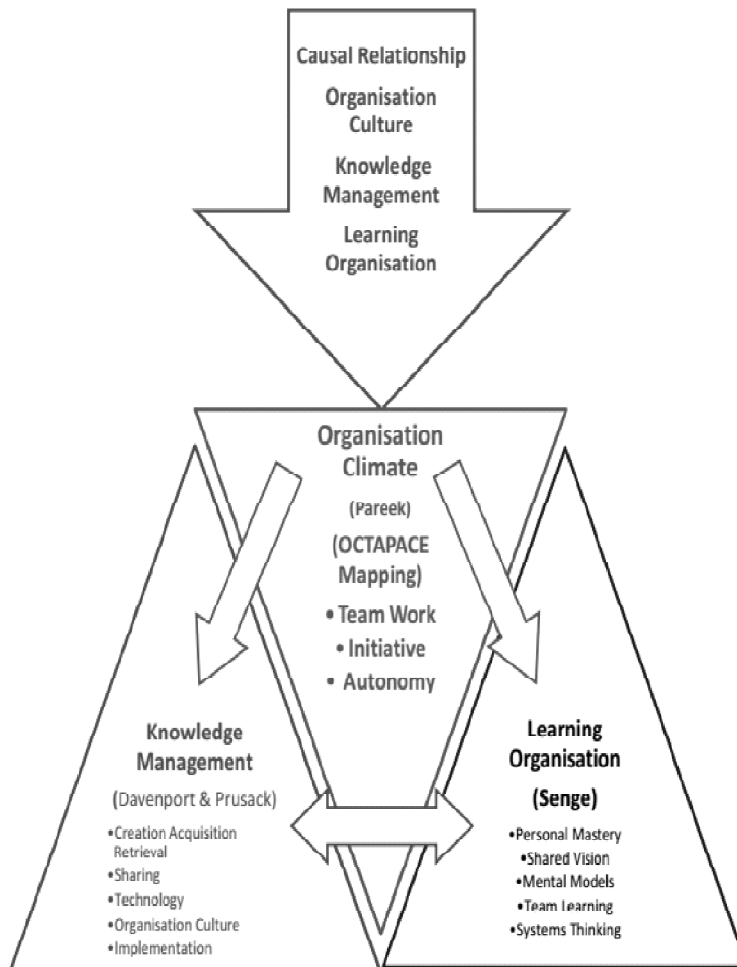 Causal Relationship
Organisation
Culture
Knowledge
Management
Learning
Organisation
Organisation
Climate
(Pareek)
(OCTAPACE
Mapping)
• Team Work
• Initiative
• Autonomy
Knowledge
Management
(Davenport & Prusack)
•Creation Acquisition
Retrieval
•Sharing
•Technology
•Organisation Culture
•Implementation
Learning
Organisation
(Senge)
•Personal Mastery
•Shared Vision
•Mental Models
•Team Learning
•Systems Thinking